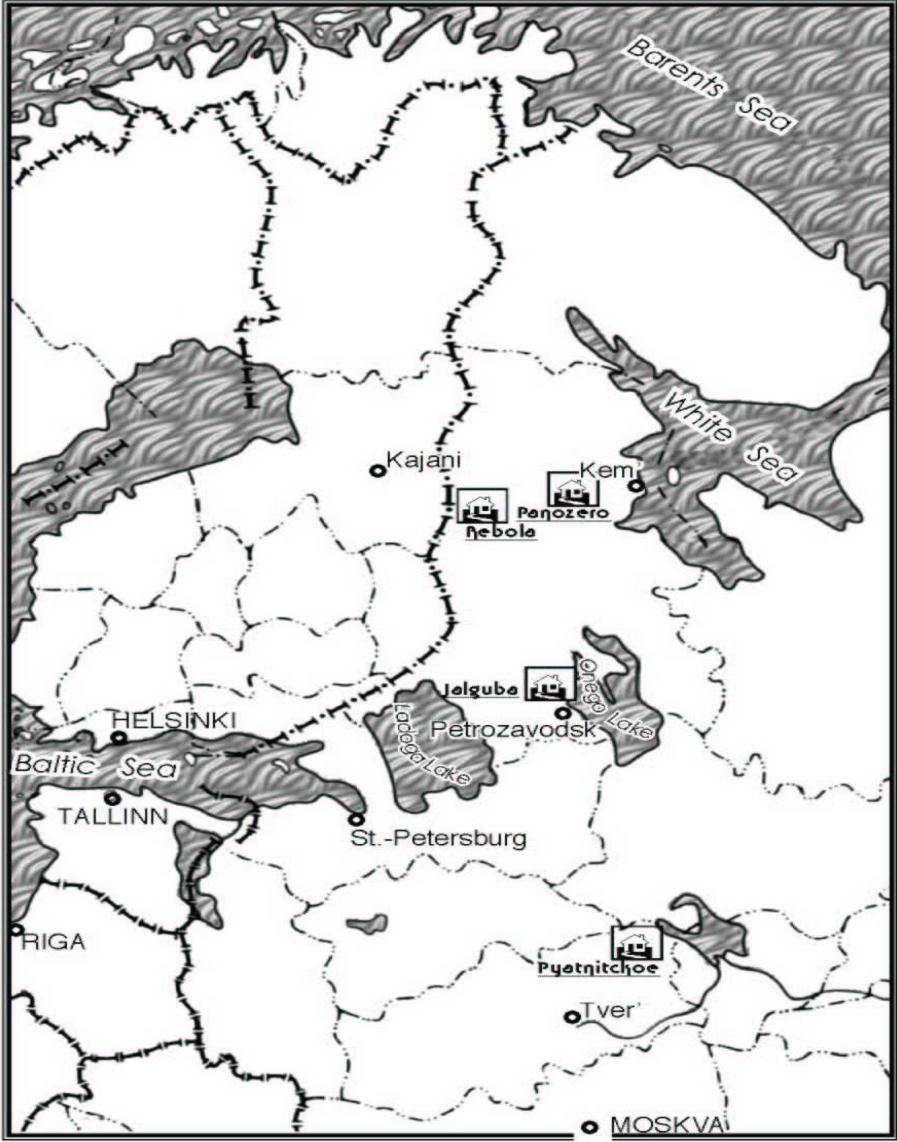 Barents Sea
White Sea
Kajani
Kem'
Panozero
Rebola
Jalguba
Onego Lake
Ladoga Lake
Petrozavodsk
HELSINKI
Baltic Sea
TALLINN
St.-Petersburg
RIGA
Pyatnitckoe
Tver'
MOSKVA